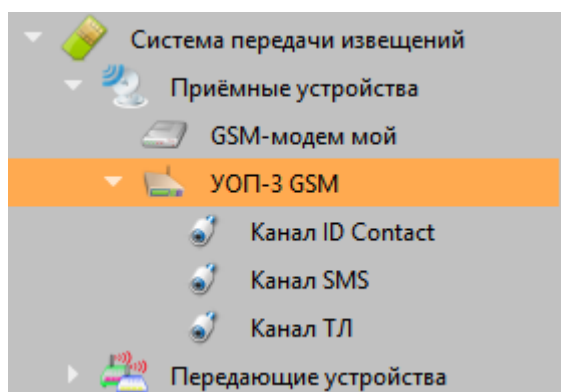 Система передачи извещений
Приёмные устройства
GSM-модем мой
УОП-3 GSM
Канал ID Contact
Канал SMS
Канал ТЛ
Передающие устройства